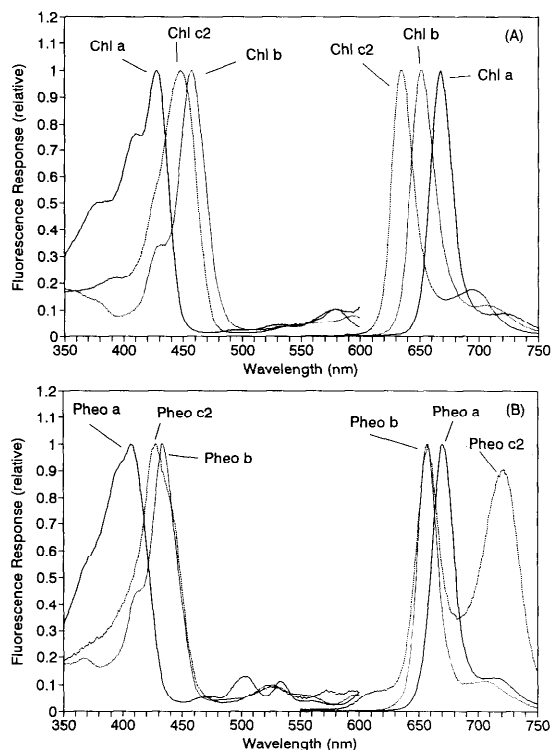 (A)
Chl a
Chl c2
Chl b
Chl c2
Chl b
Chl a
Fluorescence Response (relative)
1.2
1.1
1
0.9
0.8
0.7
0.6
0.5
0.4
0.3
0.2
0.1
0
350 400 450 500 550 600 650 700 750
Wavelength (nm)
(B)
Pheo a
Pheo c2
Pheo b
Pheo b
Pheo a
Pheo c2
Fluorescence Response (relative)
1.2
1.1
1
0.9
0.8
0.7
0.6
0.5
0.4
0.3
0.2
0.1
0
350 400 450 500 550 600 650 700 750
Wavelength (nm)